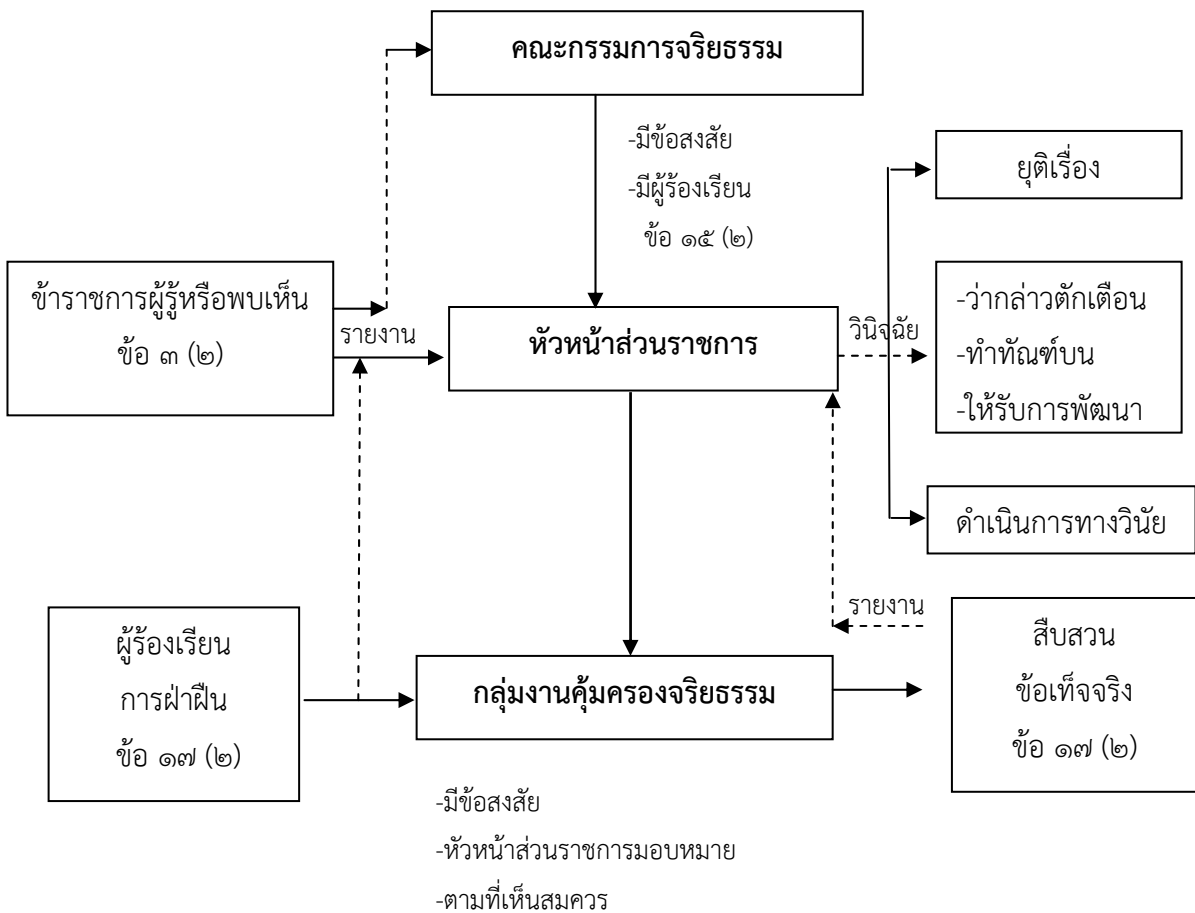 คณะกรรมการจริยธรรม
-มีข้อสงสัย
-มีผู้ร้องเรียน
ข้อ ๑๕ (๒)
ยุติเรื่อง
ข้าราชการผู้รู้หรือพบเห็น
ข้อ ๓ (๒)
รายงาน
หัวหน้าส่วนราชการ
วินิจฉัย
-ว่ากล่าวตักเตือน
-ทำทัณฑ์บน
-ให้รับการพัฒนา
ดำเนินการทางวินัย
รายงาน
ผู้ร้องเรียน
การฝ่าฝืน
ข้อ ๑๗ (๒)
กลุ่มงานคุ้มครองจริยธรรม
สืบสวน
ข้อเท็จจริง
ข้อ ๑๗ (๒)
-มีข้อสงสัย
-หัวหน้าส่วนราชการมอบหมาย
-ตามที่เห็นสมควร